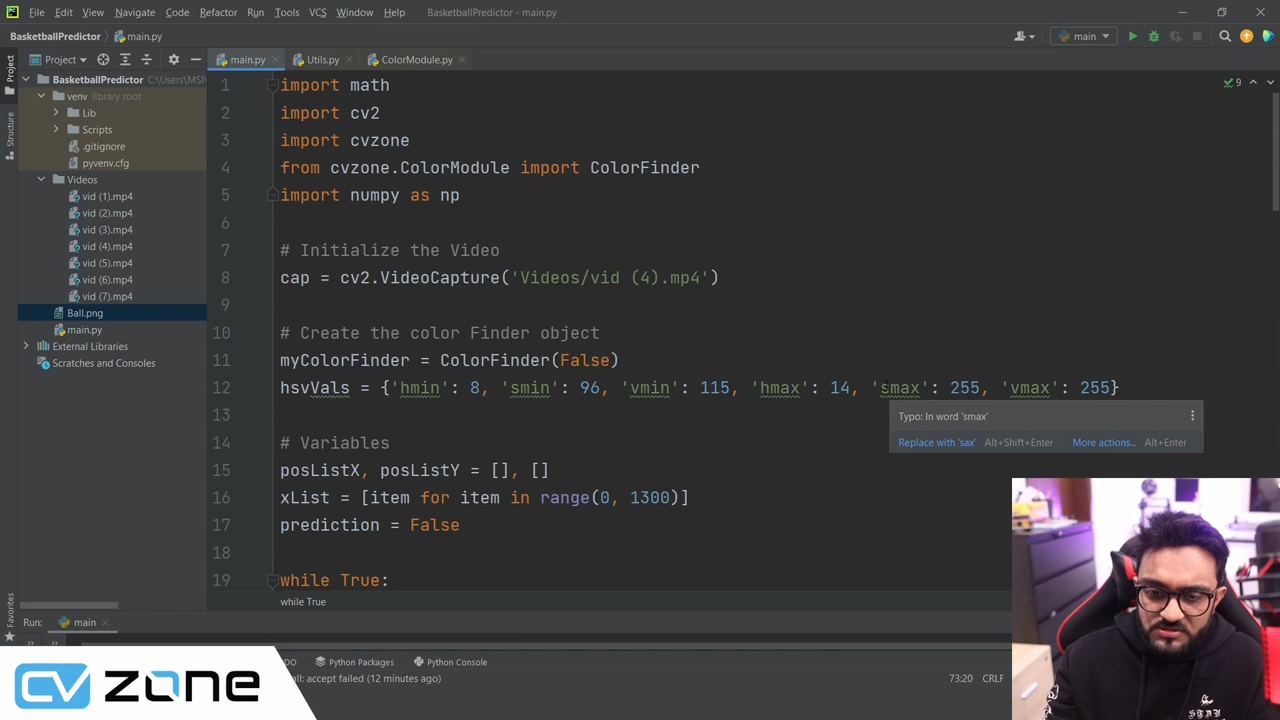 File Edit View Navigate Code Refactor Run Tools VCS Window Help BasketballPredictor - main.py
BasketballPredictor main.py main
Project main.py Utils.py ColorModule.py
Project
Structure
Favorites
BasketballPredictor C:\Users\MSI
venv library root
Lib
Scripts
.gitignore
pyvenv.cfg
Videos
vid (1).mp4
vid (2).mp4
vid (3).mp4
vid (4).mp4
vid (5).mp4
vid (6).mp4
vid (7).mp4
Ball.png
main.py
External Libraries
Scratches and Consoles
9
1 import math
2 import cv2
3 import cvzone
4 from cvzone.ColorModule import ColorFinder
5 import numpy as np
6
7 # Initialize the Video
8 cap = cv2.VideoCapture('Videos/vid (4).mp4')
9
10 # Create the color Finder object
11 myColorFinder = ColorFinder(False)
12 hsvVals = {'hmin': 8, 'smin': 96, 'vmin': 115, 'hmax': 14, 'smax': 255, 'vmax': 255}
13
Typo: In word 'smax'
Replace with 'sax' Alt+Shift+Enter More actions... Alt+Enter
14 # Variables
15 posListX, posListY = [], []
16 xList = [item for item in range(0, 1300)]
17 prediction = False
18
19 while True:
while True
Run: main
DO Python Packages Python Console
all: accept failed (12 minutes ago) 73:20 CRLF
CV zone